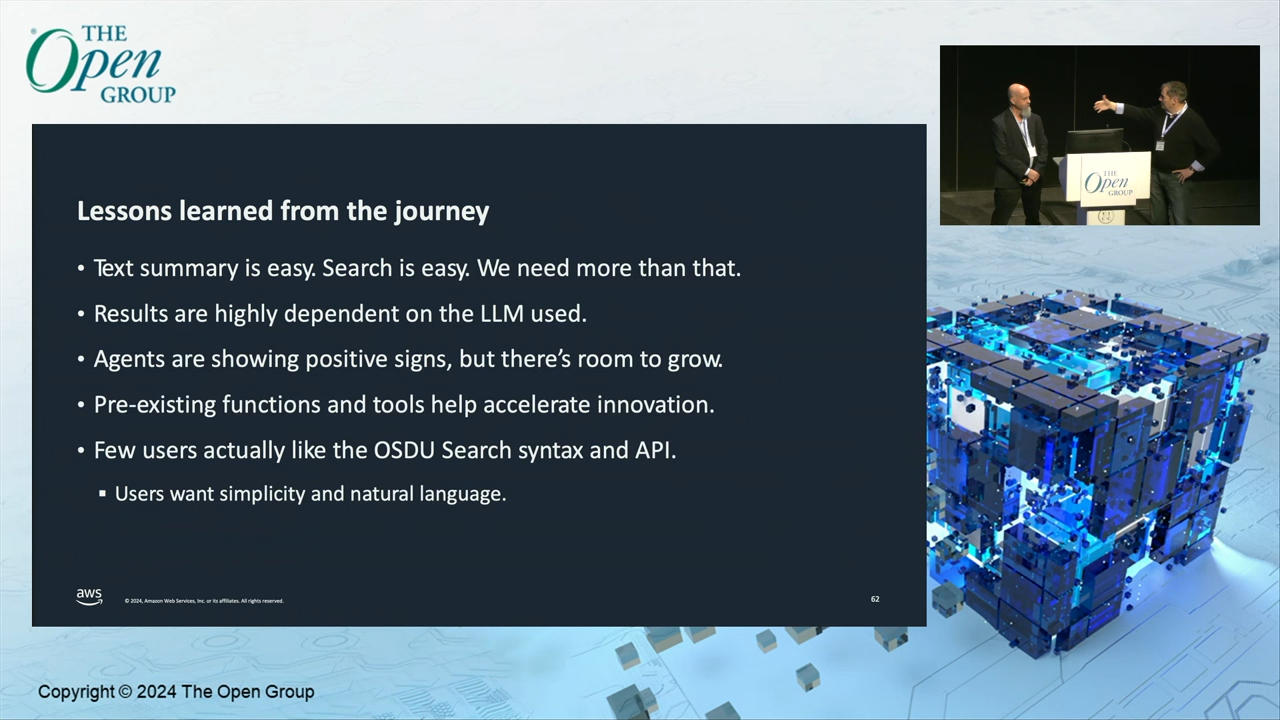 THE
Open
GROUP
THE
Open
GROUP
Lessons learned from the journey
• Text summary is easy. Search is easy. We need more than that.
• Results are highly dependent on the LLM used.
• Agents are showing positive signs, but there’s room to grow.
• Pre-existing functions and tools help accelerate innovation.
• Few users actually like the OSDU Search syntax and API.
▪ Users want simplicity and natural language.
aws
© 2024, Amazon Web Services, Inc. or its affiliates. All rights reserved.
62
Copyright © 2024 The Open Group